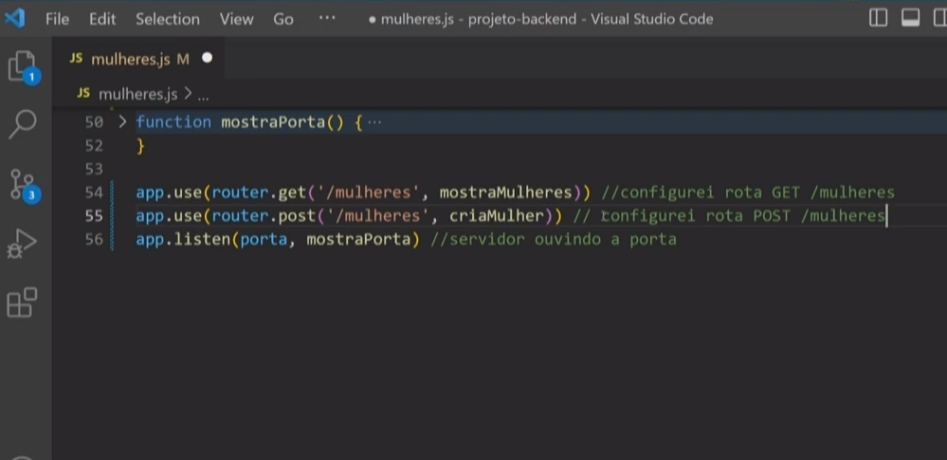 File Edit Selection View Go ··· ● mulheres.js - projeto-backend - Visual Studio Code
JS mulheres.js M ●
JS mulheres.js > ...
1
3
50 > function mostraPorta() { ···
52 }
53
54 app.use(router.get('/mulheres', mostraMulheres)) //configurei rota GET /mulheres
55 app.use(router.post('/mulheres', criaMulher)) // configurei rota POST /mulheres
56 app.listen(porta, mostraPorta) //servidor ouvindo a porta